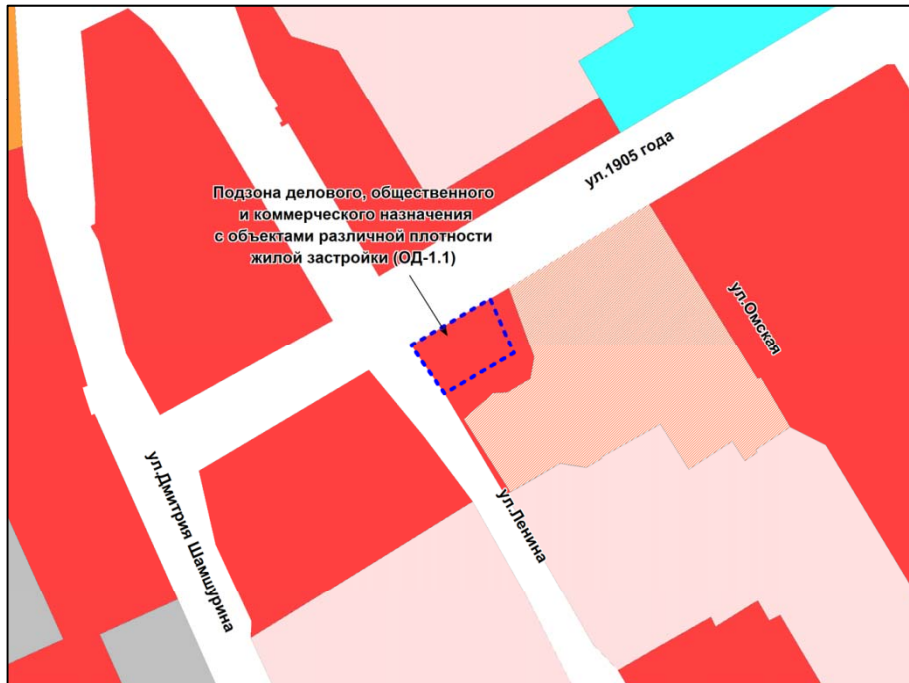 ул.1905 года
Подзона делового, общественного
и коммерческого назначения
с объектами различной плотности
жилой застройки (ОД-1.1)
ул.Омская
ул.Дмитрия Шамшурина
ул.Ленина